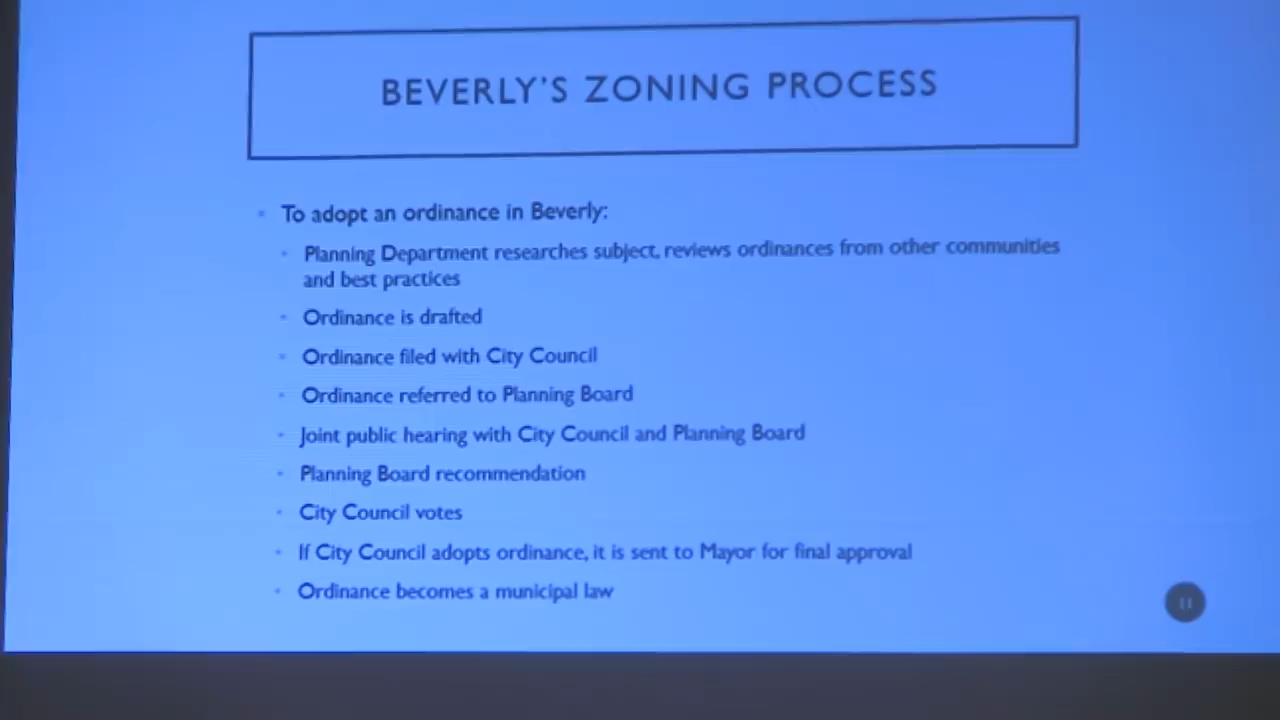 BEVERLY'S ZONING PROCESS
To adopt an ordinance in Beverly:
Planning Department researches subject, reviews ordinances from other communities
and best practices
Ordinance is drafted
Ordinance filed with City Council
Ordinance referred to Planning Board
Joint public hearing with City Council and Planning Board
Planning Board recommendation
City Council votes
If City Council adopts ordinance, it is sent to Mayor for final approval
Ordinance becomes a municipal law
11